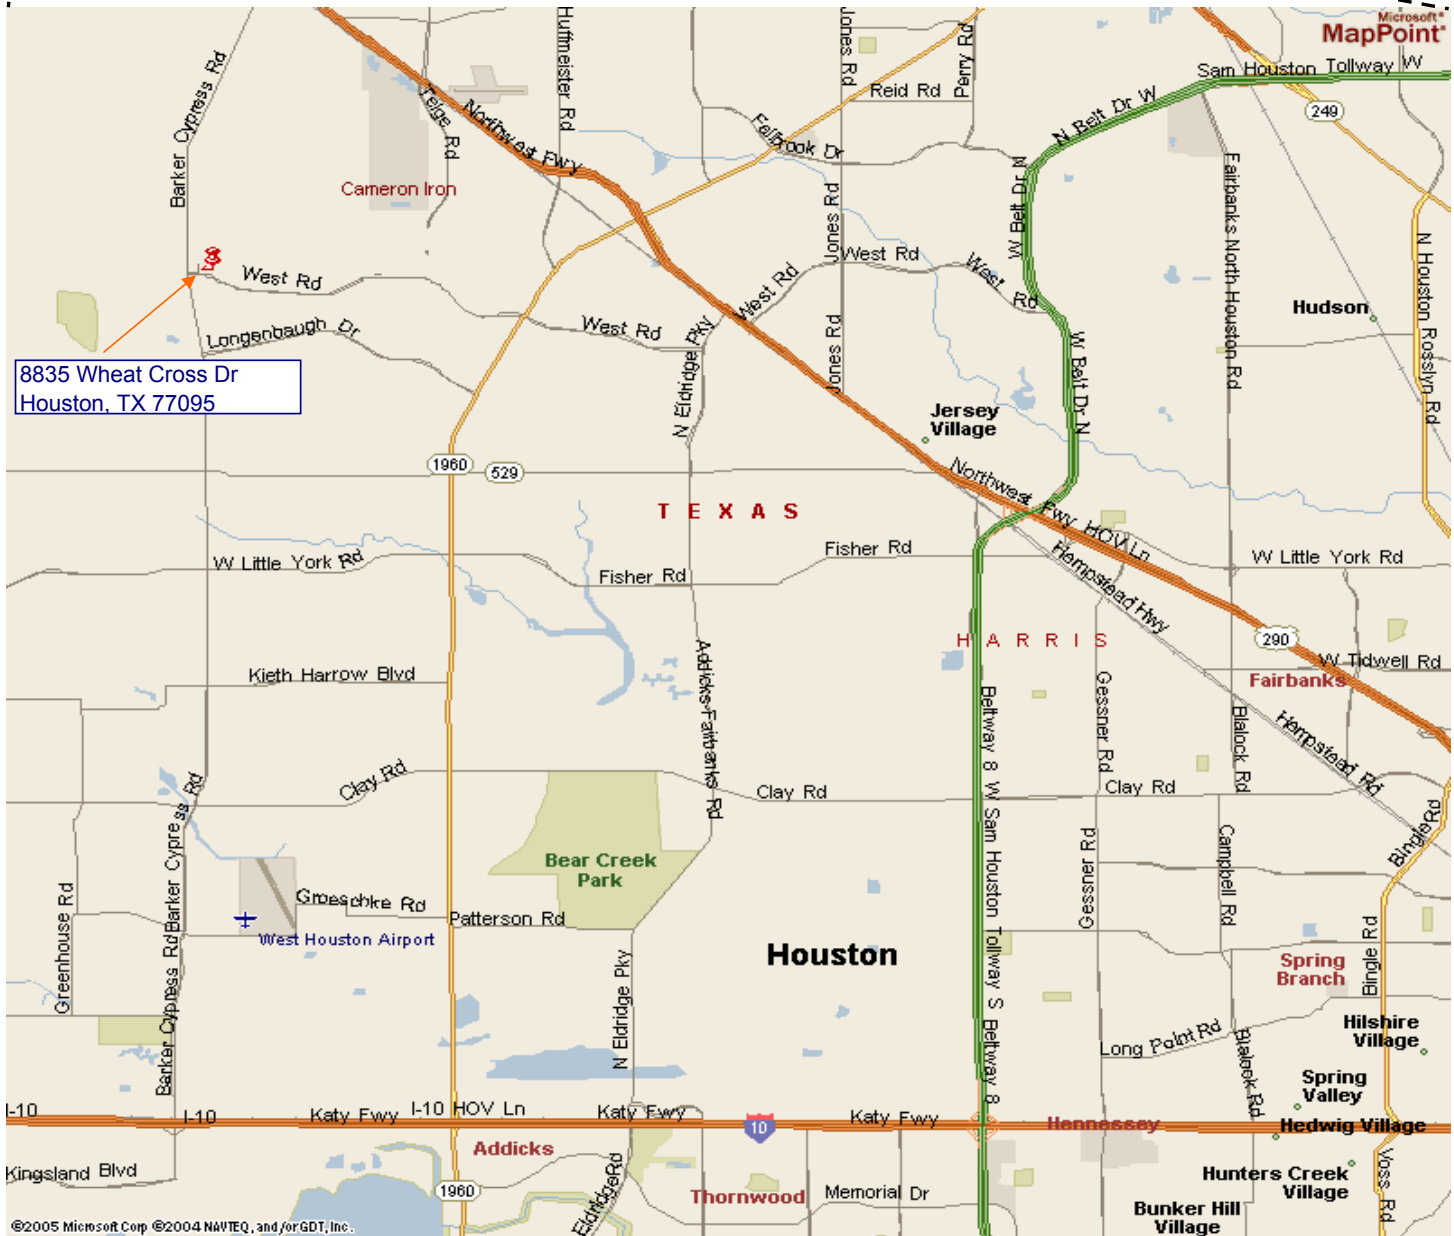 Microsoft®
MapPoint®
Sam Houston Tollway W
Huffmeister Rd
Jones Rd
Perry Rd
Reid Rd
Barker Cypress Rd
Telge Rd
Northwest Fwy
N Belt Dr W
249
Fallbrook Dr
Cameron Iron
W Belt Dr N
Fairbanks North Houston Rd
Jones Rd
N Houston Rosslyn Rd
West Rd
West Rd
West Rd
West Rd
Hudson
Longenbaugh Dr
West Rd
N Eldridge Pky
Jones Rd
W Belt Dr N
8835 Wheat Cross Dr
Houston, TX 77095
Jersey
Village
1960
529
Northwest Fwy HOV Ln
TEXAS
W Little York Rd
Fisher Rd
Fisher Rd
Hempstead Hwy
W Little York Rd
HARRIS
290
W Tidwell Rd
Fairbanks
Kieth Harrow Blvd
Addicks-Fairbanks Rd
Beltway 8 W Sam Houston Tollway S Beltway 8
Gessner Rd
Blalock Rd
Hempstead Rd
Clay Rd
Clay Rd
Clay Rd
Barker Cypress Rd
Bear Creek
Park
Gessner Rd
Campbell Rd
Bingle Rd
Greenhouse Rd
Barker Cypress Rd
Groeschke Rd
Patterson Rd
West Houston Airport
Houston
Bingle Rd
Spring
Branch
N Eldridge Pky
Long Point Rd
Blalock Rd
Hilshire
Village
Spring
Valley
I-10
I-10
Katy Fwy
I-10 HOV Ln
Katy Fwy
10
Katy Fwy
Hennessey
Hedwig Village
Addicks
Kingsland Blvd
1960
Eldridge Rd
Thornwood
Memorial Dr
Hunters Creek
Village
Voss Rd
Bunker Hill
Village
©2005 Microsoft Corp ©2004 NAVTEQ, and/or GDT, Inc.